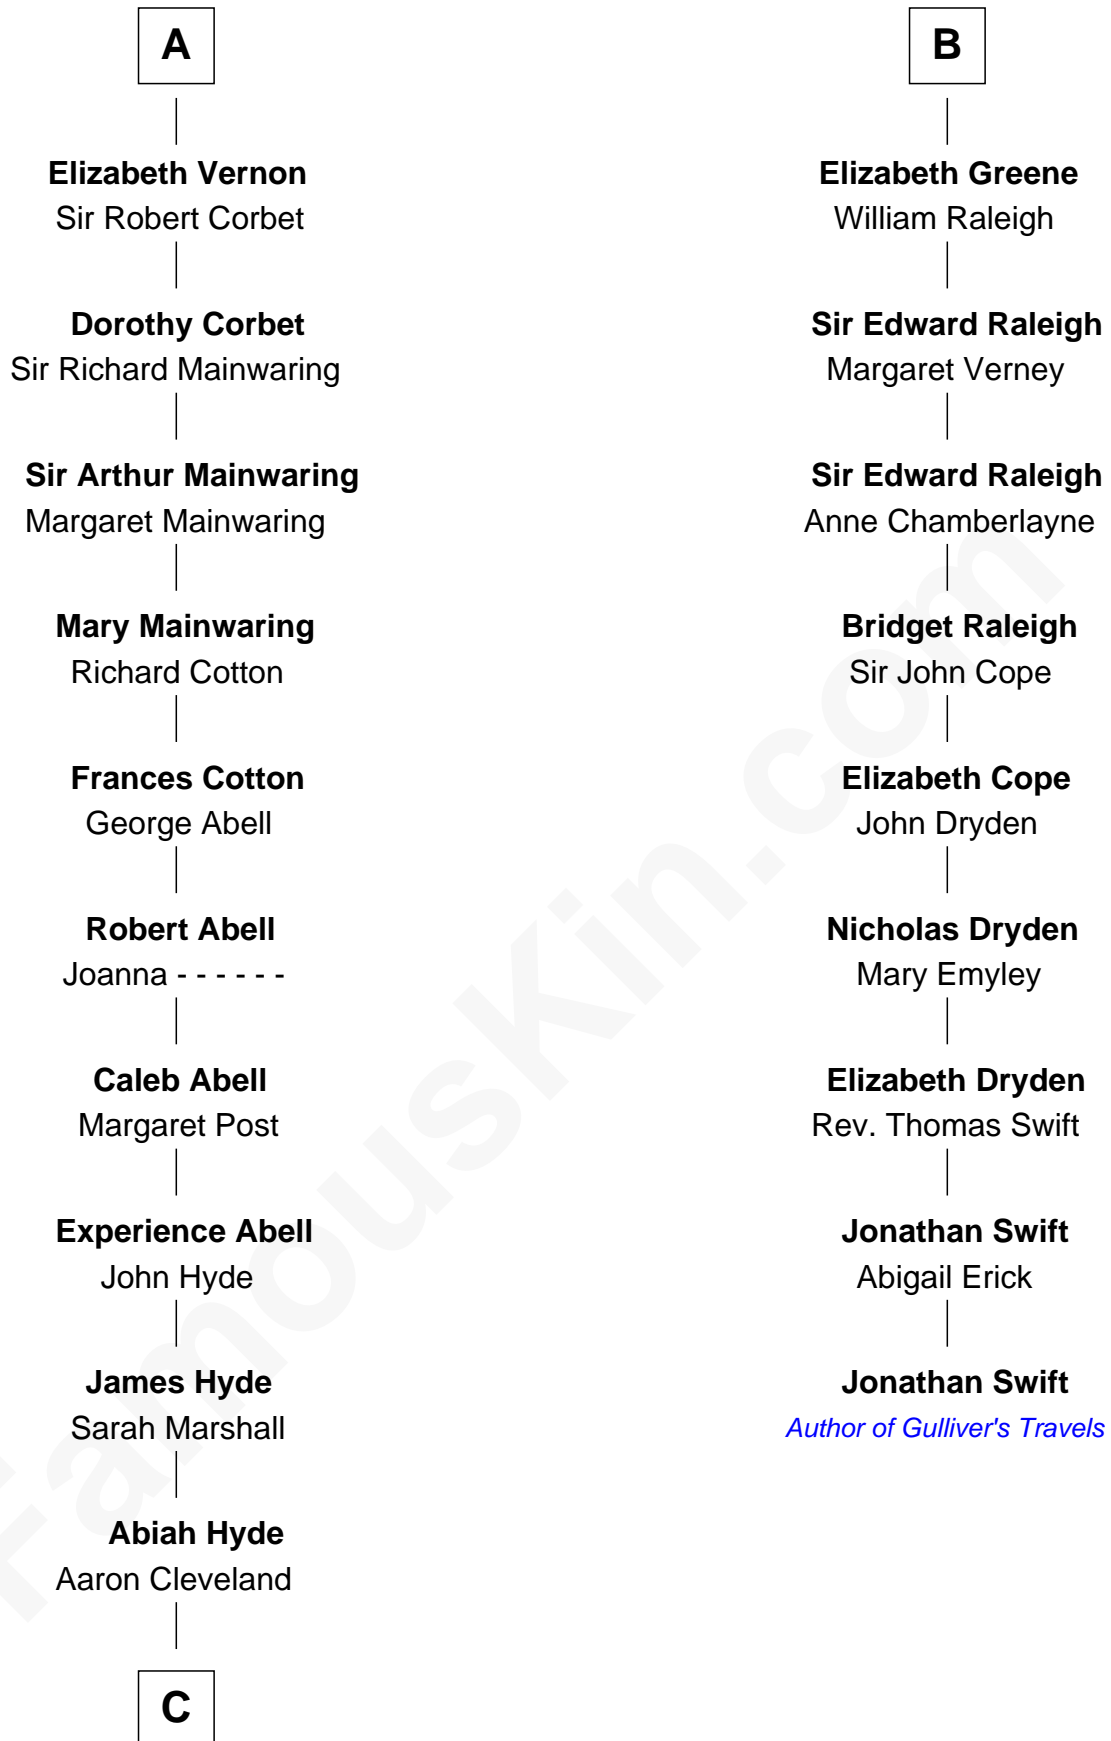 A
Elizabeth Vernon
Sir Robert Corbet
Dorothy Corbet
Sir Richard Mainwaring
Sir Arthur Mainwaring
Margaret Mainwaring
Mary Mainwaring
Richard Cotton
Frances Cotton
George Abell
Robert Abell
Joanna - - - - - -
Caleb Abell
Margaret Post
Experience Abell
John Hyde
James Hyde
Sarah Marshall
Abiah Hyde
Aaron Cleveland
C
B
Elizabeth Greene
William Raleigh
Sir Edward Raleigh
Margaret Verney
Sir Edward Raleigh
Anne Chamberlayne
Bridget Raleigh
Sir John Cope
Elizabeth Cope
John Dryden
Nicholas Dryden
Mary Emyley
Elizabeth Dryden
Rev. Thomas Swift
Jonathan Swift
Abigail Erick
Jonathan Swift
Author of Gulliver's Travels
FamousKin.com